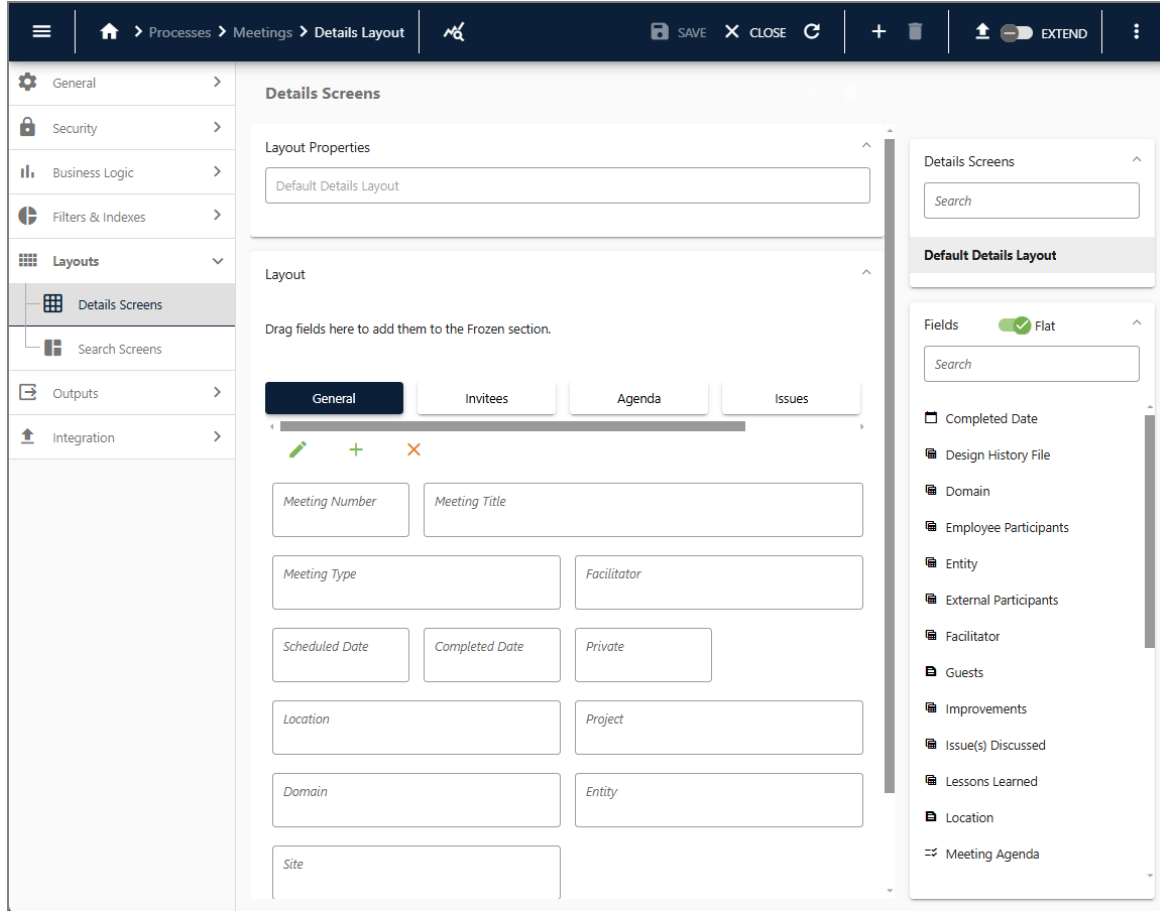 Processes Meetings Details Layout SAVE CLOSE EXTEND
General
Security
Business Logic
Filters & Indexes
Layouts
Details Screens
Search Screens
Outputs
Integration
Details Screens
Layout Properties
Default Details Layout
Layout
Drag fields here to add them to the Frozen section.
General Invitees Agenda Issues
Meeting Number Meeting Title
Meeting Type Facilitator
Scheduled Date Completed Date Private
Location Project
Domain Entity
Site
Details Screens
Search
Default Details Layout
Fields Flat
Search
Completed Date
Design History File
Domain
Employee Participants
Entity
External Participants
Facilitator
Guests
Improvements
Issue(s) Discussed
Lessons Learned
Location
Meeting Agenda